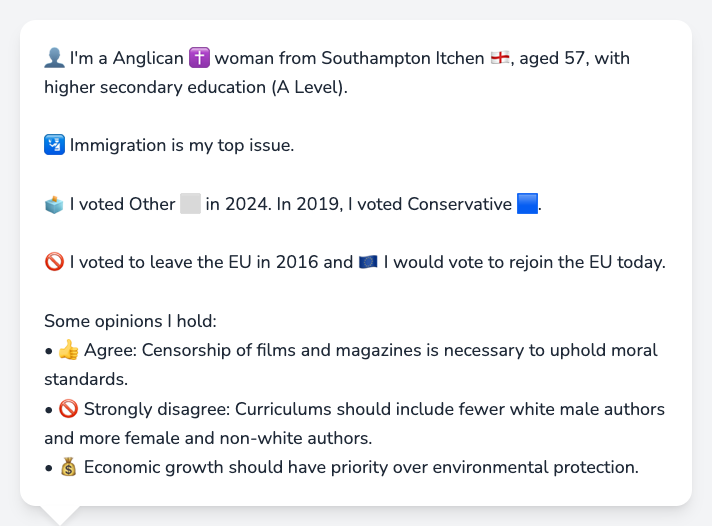 👤 I'm a Anglican ✝️ woman from Southampton Itchen 🏴󠁧󠁢󠁥󠁮󠁧󠁿, aged 57, with
higher secondary education (A Level).
🛂 Immigration is my top issue.
🗳️ I voted Other ⬜ in 2024. In 2019, I voted Conservative 🟦.
🚫 I voted to leave the EU in 2016 and 🇪🇺 I would vote to rejoin the EU today.
Some opinions I hold:
• 👍 Agree: Censorship of films and magazines is necessary to uphold moral
standards.
• 🚫 Strongly disagree: Curriculums should include fewer white male authors
and more female and non-white authors.
• 💰 Economic growth should have priority over environmental protection.